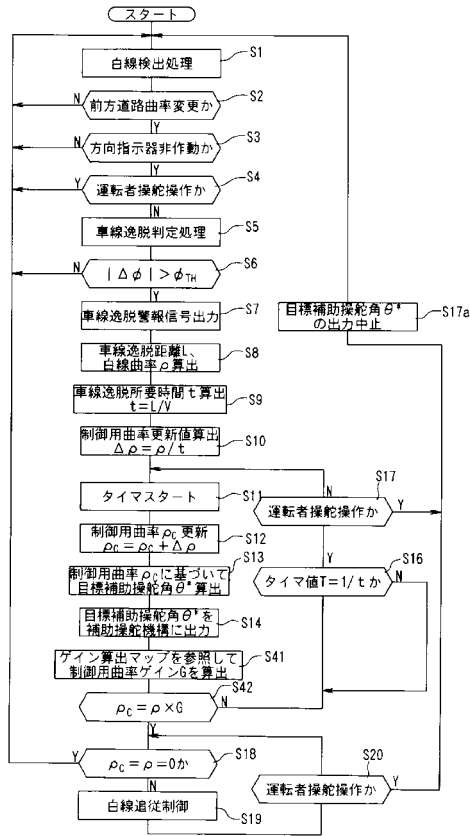 スタート
白線検出処理
S1
前方道路曲率変更か
S2
N
Y
方向指示器非作動か
S3
N
Y
運転者操舵操作か
S4
Y
N
車線逸脱判定処理
S5
|Δφ|>φTH
S6
N
Y
車線逸脱警報信号出力
S7
目標補助操舵角θ*
の出力中止
S17a
車線逸脱距離L、
白線曲率ρ算出
S8
車線逸脱所要時間t算出
t=L/V
S9
制御用曲率更新値算出
Δρ=ρ/t
S10
タイマスタート
S11
N
S17
運転者操舵操作か
Y
制御用曲率ρC更新
ρC=ρC+Δρ
S12
Y
S16
制御用曲率ρCに基づいて
目標補助操舵角θ*算出
S13
タイマ値T=1/tか
N
目標補助操舵角θ*を
補助操舵機構に出力
S14
ゲイン算出マップを参照して
制御用曲率ゲインGを算出
S41
ρC=ρ×G
S42
N
Y
ρC=ρ=0か
S18
Y
N
運転者操舵操作か
S20
Y
白線追従制御
S19